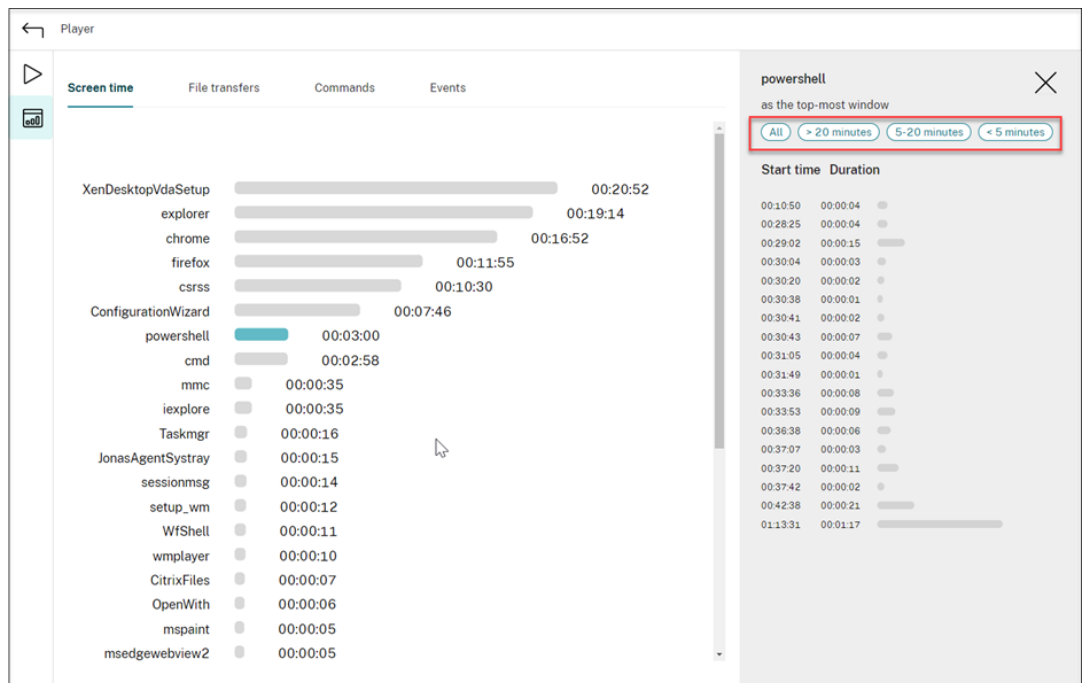 Player
Screen time File transfers Commands Events
XenDesktopVdaSetup 00:20:52
explorer 00:19:14
chrome 00:16:52
firefox 00:11:55
csrss 00:10:30
ConfigurationWizard 00:07:46
powershell 00:03:00
cmd 00:02:58
mmc 00:00:35
iexplore 00:00:35
Taskmgr 00:00:16
JonasAgentSystray 00:00:15
sessionmsg 00:00:14
setup_wm 00:00:12
WfShell 00:00:11
wmplayer 00:00:10
CitrixFiles 00:00:07
OpenWith 00:00:06
mspaint 00:00:05
msedgewebview2 00:00:05
powershell
as the top-most window
All > 20 minutes 5-20 minutes < 5 minutes
Start time Duration
00:10:50 00:00:04
00:28:25 00:00:04
00:29:02 00:00:15
00:30:04 00:00:03
00:30:20 00:00:02
00:30:38 00:00:01
00:30:41 00:00:02
00:30:43 00:00:07
00:31:05 00:00:04
00:31:49 00:00:01
00:33:36 00:00:08
00:33:53 00:00:09
00:36:38 00:00:06
00:37:07 00:00:03
00:37:20 00:00:11
00:37:42 00:00:02
00:42:38 00:00:21
01:13:31 00:01:17